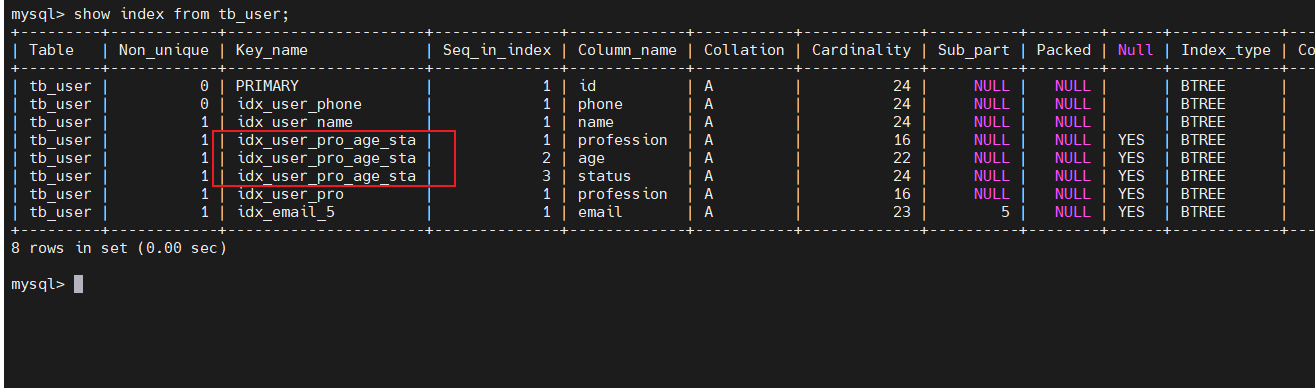 mysql> show index from tb_user;
+---------+------------+----------------------+--------------+-------------+-----------+-------------+----------+--------+------+------------+---
| Table | Non_unique | Key_name | Seq_in_index | Column_name | Collation | Cardinality | Sub_part | Packed | Null | Index_type | Co
+---------+------------+----------------------+--------------+-------------+-----------+-------------+----------+--------+------+------------+---
| tb_user | 0 | PRIMARY | 1 | id | A | 24 | NULL | NULL | | BTREE |
| tb_user | 0 | idx_user_phone | 1 | phone | A | 24 | NULL | NULL | | BTREE |
| tb_user | 1 | idx_user_name | 1 | name | A | 24 | NULL | NULL | | BTREE |
| tb_user | 1 | idx_user_pro_age_sta | 1 | profession | A | 16 | NULL | NULL | YES | BTREE |
| tb_user | 1 | idx_user_pro_age_sta | 2 | age | A | 22 | NULL | NULL | YES | BTREE |
| tb_user | 1 | idx_user_pro_age_sta | 3 | status | A | 24 | NULL | NULL | YES | BTREE |
| tb_user | 1 | idx_user_pro | 1 | profession | A | 16 | NULL | NULL | YES | BTREE |
| tb_user | 1 | idx_email_5 | 1 | email | A | 23 | 5 | NULL | YES | BTREE |
+---------+------------+----------------------+--------------+-------------+-----------+-------------+----------+--------+------+------------+---
8 rows in set (0.00 sec)
mysql>